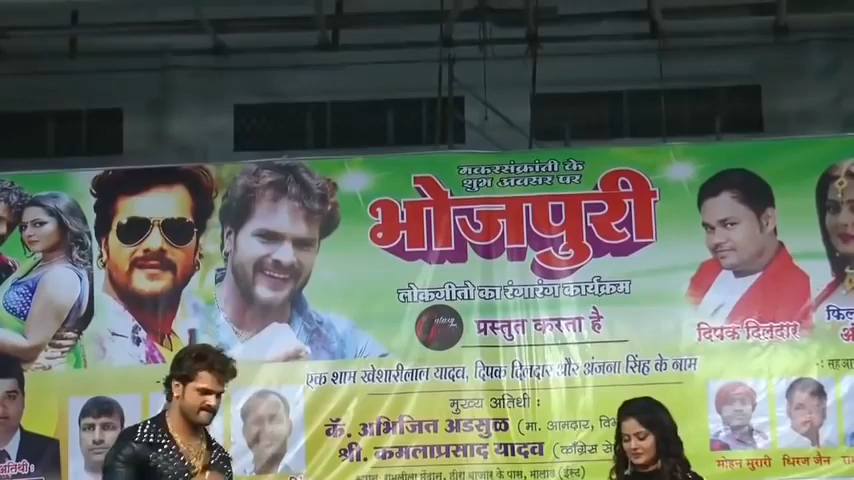 मकरसंक्रांती के
शुभ अवसर पर
भोजपुरी
लोकगीतो का रंगारंग कार्यक्रम
प्रस्तुत करता है
एक शाम खेशारीलाल यादव, दिपक दिलदार और अंजना सिंह के नाम
मुख्य अतिथी :
कॅ. अभिजित अडसुळ (मा. आमदार,
श्री. कमलाप्रसाद यादव (काँग्रेस
दिपक दिलदार
मोहन मुरारी
धिरज जैन